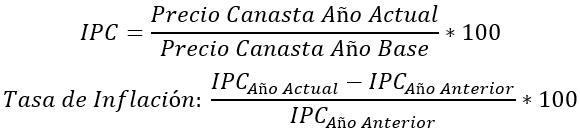 IPC = Precio Canasta Año Actual / Precio Canasta Año Base * 100
Tasa de Inflación: IPC_Año Actual − IPC_Año Anterior / IPC_Año Anterior * 100